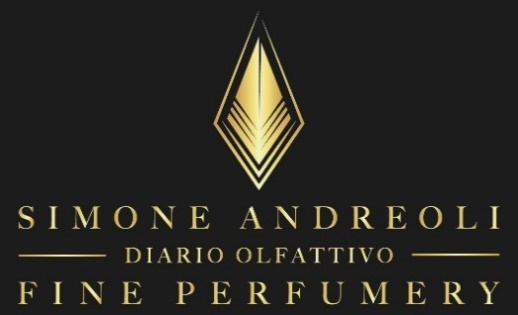 SIMONE ANDREOLI
DIARIO OLFATTIVO
FINE PERFUMERY